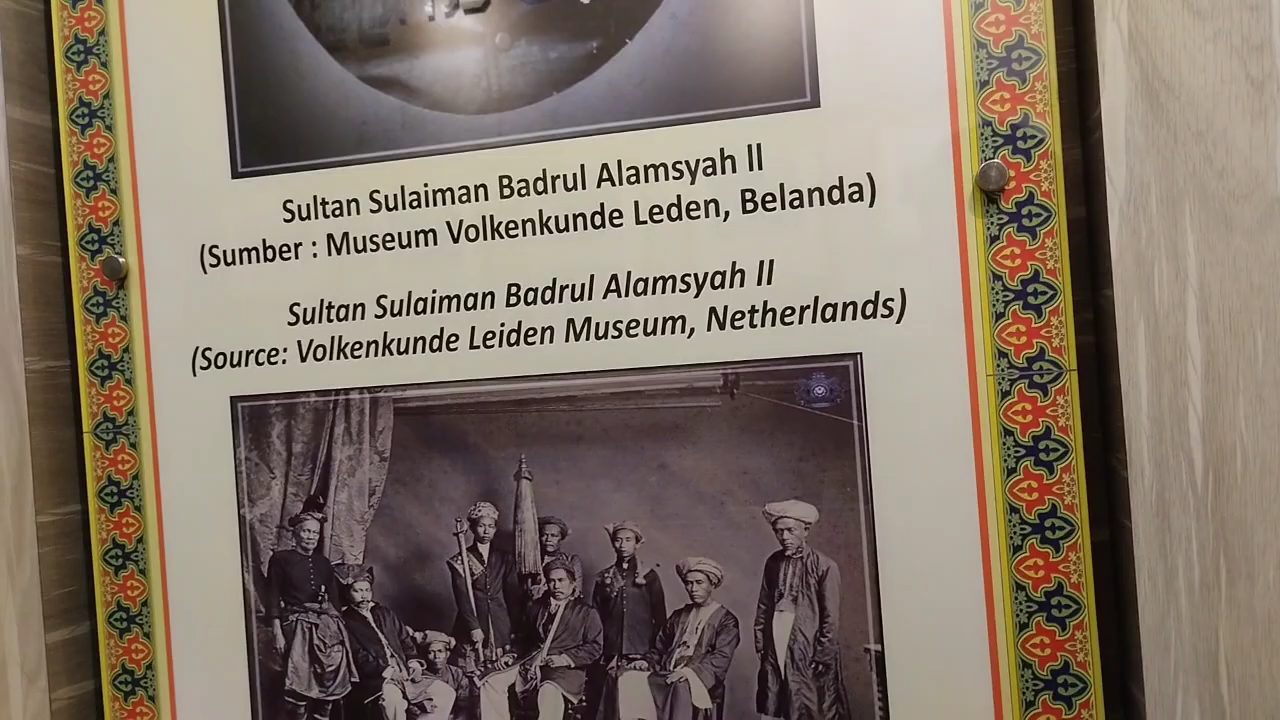 Sultan Sulaiman Badrul Alamsyah II
(Sumber : Museum Volkenkunde Leden, Belanda)
Sultan Sulaiman Badrul Alamsyah II
(Source: Volkenkunde Leiden Museum, Netherlands)